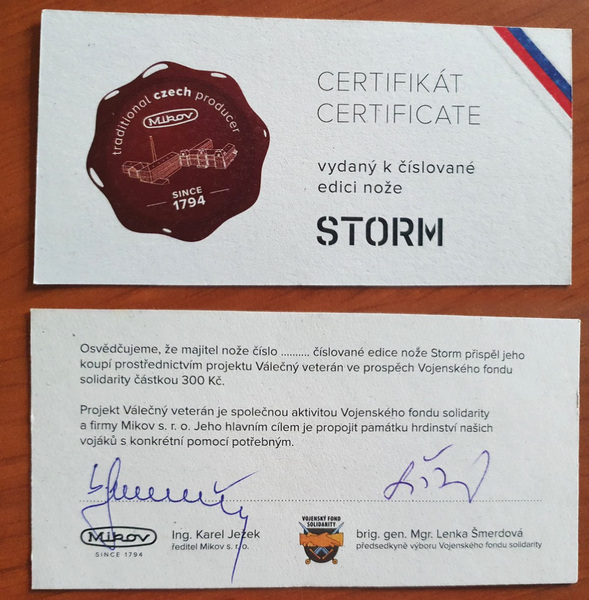 traditional czech producer
Mikov
SINCE
1794
CERTIFIKÁT
CERTIFICATE
vydaný k číslované
edici nože
STORM
Osvědčujeme, že majitel nože číslo .......... číslované edice nože Storm přispěl jeho
koupí prostřednictvím projektu Válečný veterán ve prospěch Vojenského fondu
solidarity částkou 300 Kč.
Projekt Válečný veterán je společnou aktivitou Vojenského fondu solidarity
a firmy Mikov s. r. o. Jeho hlavním cílem je propojit památku hrdinství našich
vojáků s konkrétní pomocí potřebným.
Mikov
SINCE 1794
Ing. Karel Ježek
ředitel Mikov s. r. o.
VOJENSKÝ FOND
SOLIDARITY
brig. gen. Mgr. Lenka Šmerdová
předsedkyně výboru Vojenského fondu solidarity